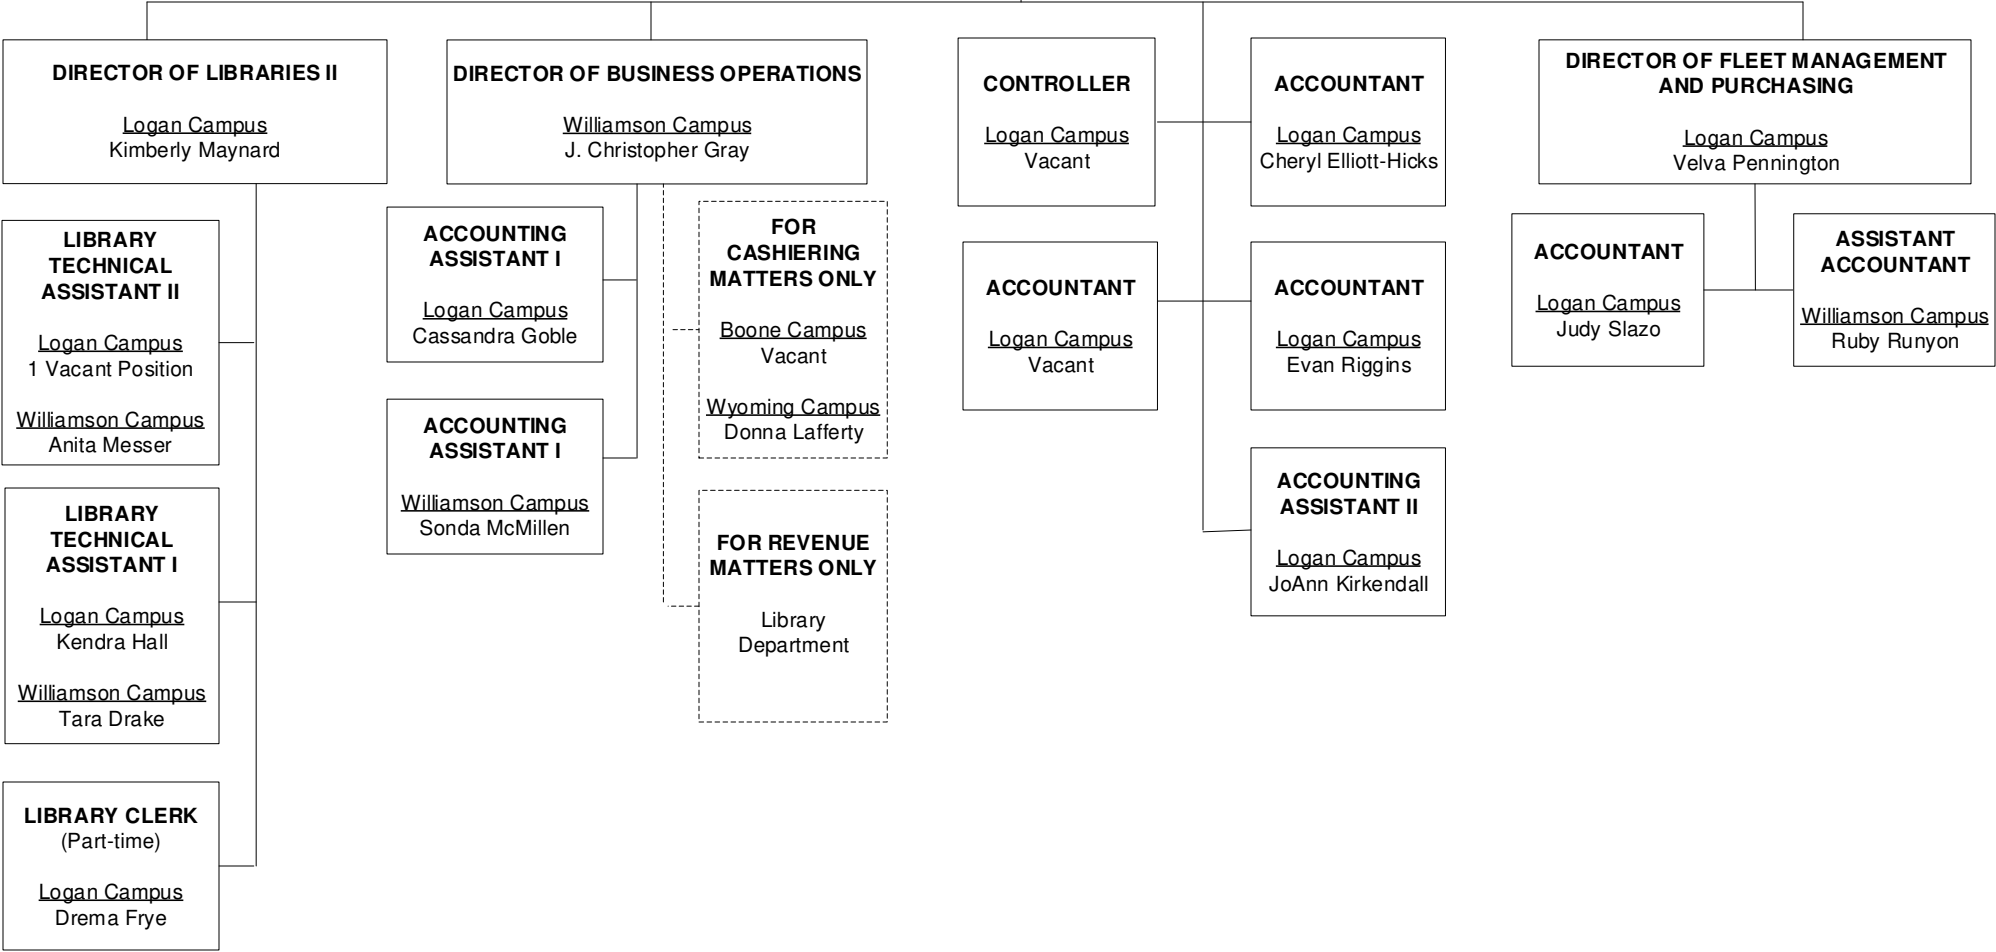 DIRECTOR OF LIBRARIES II
Logan Campus
Kimberly Maynard
LIBRARY
TECHNICAL
ASSISTANT II
Logan Campus
1 Vacant Position
Williamson Campus
Anita Messer
LIBRARY
TECHNICAL
ASSISTANT I
Logan Campus
Kendra Hall
Williamson Campus
Tara Drake
LIBRARY CLERK
(Part-time)
Logan Campus
Drema Frye
DIRECTOR OF BUSINESS OPERATIONS
Williamson Campus
J. Christopher Gray
ACCOUNTING
ASSISTANT I
Logan Campus
Cassandra Goble
ACCOUNTING
ASSISTANT I
Williamson Campus
Sonda McMillen
FOR
CASHIERING
MATTERS ONLY
Boone Campus
Vacant
Wyoming Campus
Donna Lafferty
FOR REVENUE
MATTERS ONLY
Library
Department
CONTROLLER
Logan Campus
Vacant
ACCOUNTANT
Logan Campus
Cheryl Elliott-Hicks
ACCOUNTANT
Logan Campus
Vacant
ACCOUNTANT
Logan Campus
Evan Riggins
ACCOUNTING
ASSISTANT II
Logan Campus
JoAnn Kirkendall
DIRECTOR OF FLEET MANAGEMENT
AND PURCHASING
Logan Campus
Velva Pennington
ACCOUNTANT
Logan Campus
Judy Slazo
ASSISTANT
ACCOUNTANT
Williamson Campus
Ruby Runyon